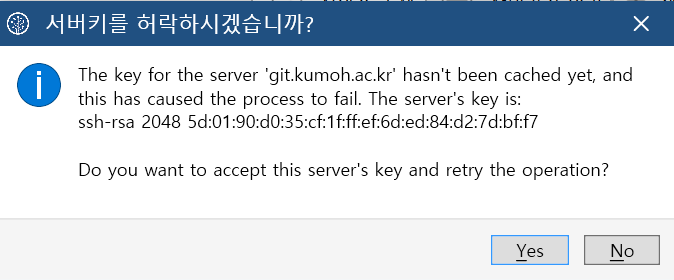 서버키를 허락하시겠습니까?
The key for the server 'git.kumoh.ac.kr' hasn't been cached yet, and
this has caused the process to fail. The server's key is:
ssh-rsa 2048 5d:01:90:d0:35:cf:1f:ff:ef:6d:ed:84:d2:7d:bf:f7
Do you want to accept this server's key and retry the operation?
Yes No